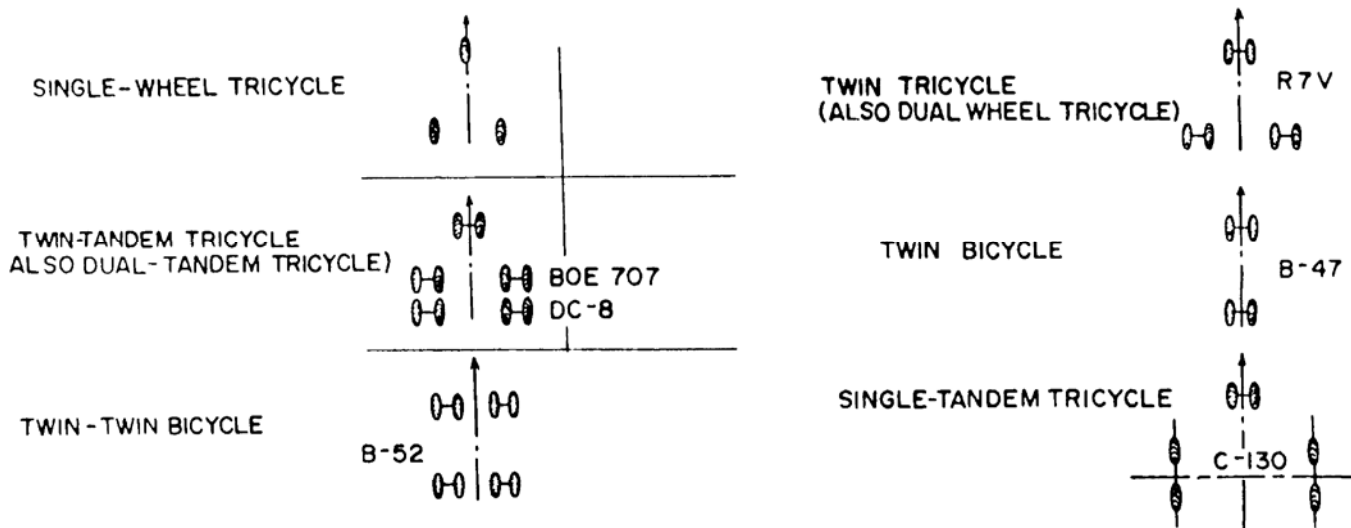 SINGLE-WHEEL TRICYCLE
TWIN-TANDEM TRICYCLE
ALSO DUAL-TANDEM TRICYCLE)
BOE 707
DC-8
TWIN-TWIN BICYCLE
B-52
TWIN TRICYCLE
(ALSO DUAL WHEEL TRICYCLE)
R7V
TWIN BICYCLE
B-47
SINGLE-TANDEM TRICYCLE
C-130